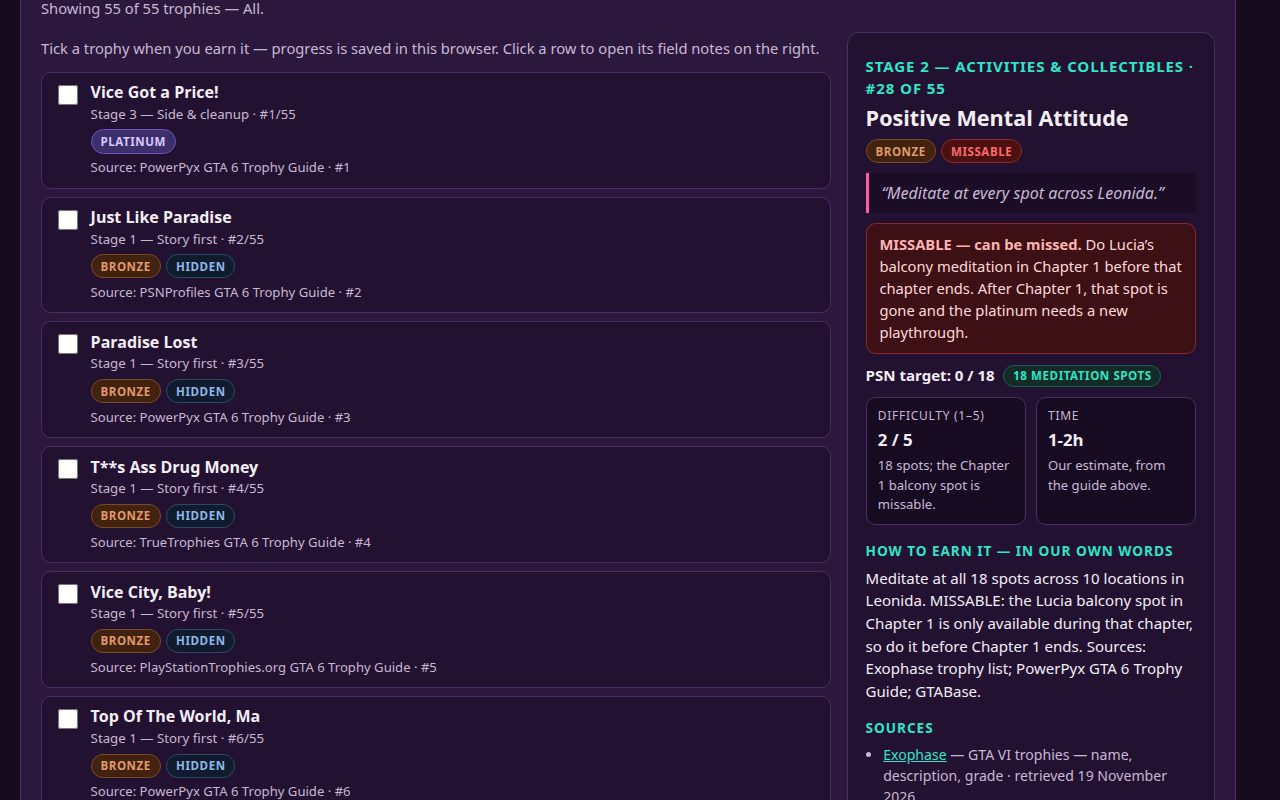 Showing 55 of 55 trophies — All.
Tick a trophy when you earn it — progress is saved in this browser. Click a row to open its field notes on the right.
Vice Got a Price!
Stage 3 — Side & cleanup · #1/55
PLATINUM
Source: PowerPyx GTA 6 Trophy Guide · #1
Just Like Paradise
Stage 1 — Story first · #2/55
BRONZE HIDDEN
Source: PSNProfiles GTA 6 Trophy Guide · #2
Paradise Lost
Stage 1 — Story first · #3/55
BRONZE HIDDEN
Source: PowerPyx GTA 6 Trophy Guide · #3
T**s Ass Drug Money
Stage 1 — Story first · #4/55
BRONZE HIDDEN
Source: TrueTrophies GTA 6 Trophy Guide · #4
Vice City, Baby!
Stage 1 — Story first · #5/55
BRONZE HIDDEN
Source: PlayStationTrophies.org GTA 6 Trophy Guide · #5
Top Of The World, Ma
Stage 1 — Story first · #6/55
BRONZE HIDDEN
Source: PowerPyx GTA 6 Trophy Guide · #6
STAGE 2 — ACTIVITIES & COLLECTIBLES ·
#28 OF 55
Positive Mental Attitude
BRONZE MISSABLE
“Meditate at every spot across Leonida.”
MISSABLE — can be missed. Do Lucia’s
balcony meditation in Chapter 1 before that
chapter ends. After Chapter 1, that spot is
gone and the platinum needs a new
playthrough.
PSN target: 0 / 18 18 MEDITATION SPOTS
DIFFICULTY (1–5)
2 / 5
18 spots; the Chapter
1 balcony spot is
missable.
TIME
1-2h
Our estimate, from
the guide above.
HOW TO EARN IT — IN OUR OWN WORDS
Meditate at all 18 spots across 10 locations in
Leonida. MISSABLE: the Lucia balcony spot in
Chapter 1 is only available during that chapter,
so do it before Chapter 1 ends. Sources:
Exophase trophy list; PowerPyx GTA 6 Trophy
Guide; GTABase.
SOURCES
• Exophase — GTA VI trophies — name,
description, grade · retrieved 19 November
2026